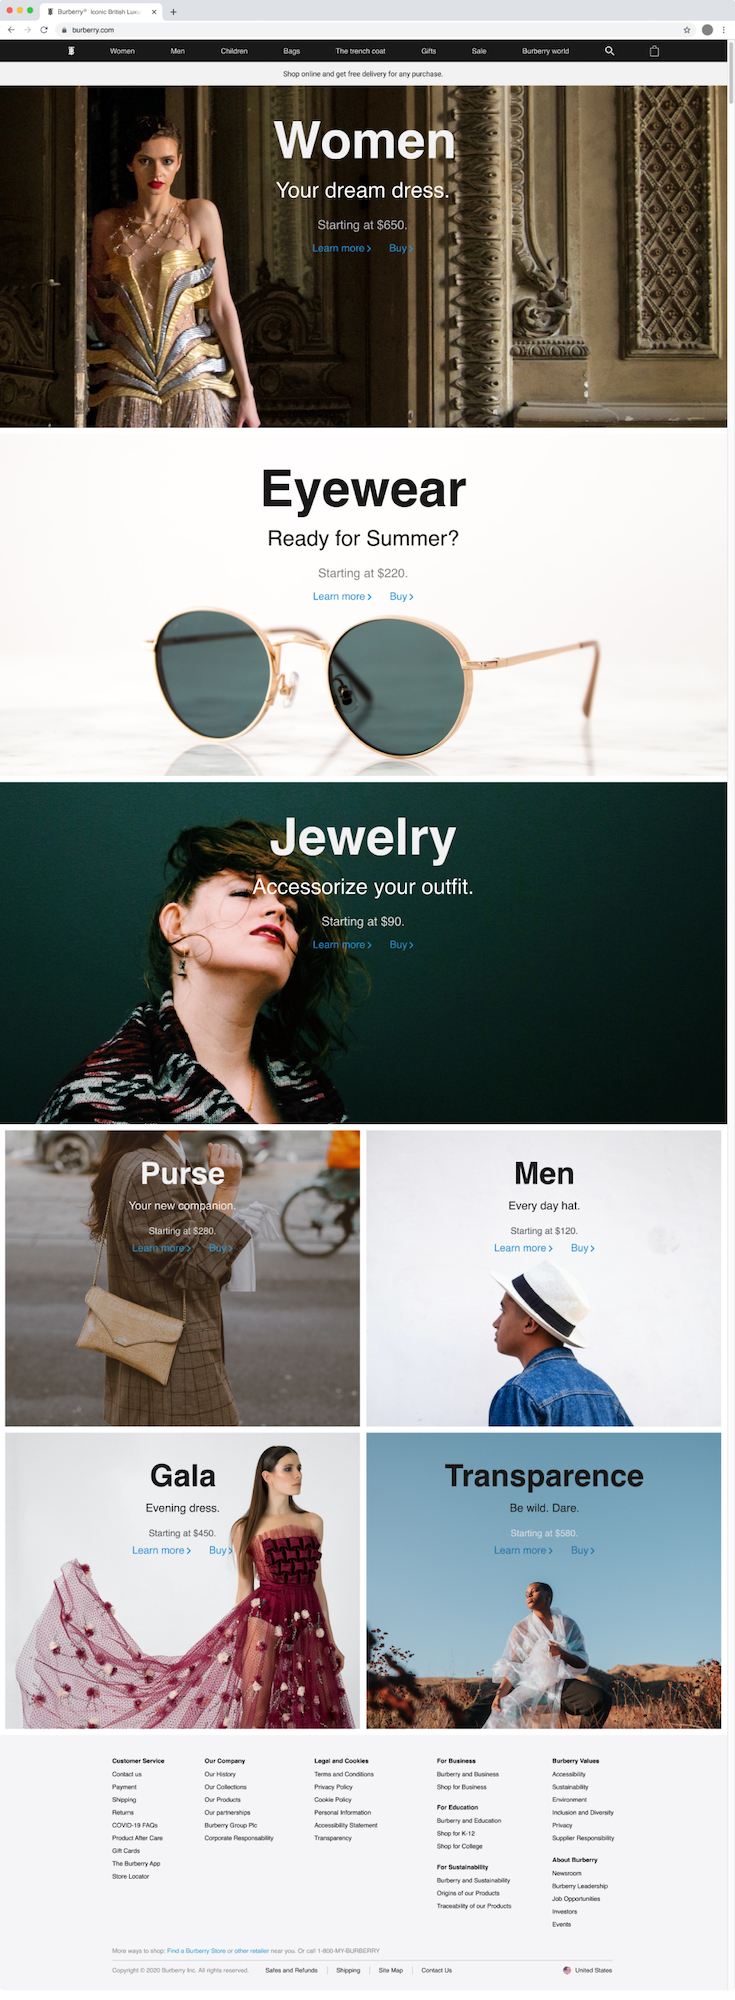 Burberry® Iconic British Lux
burberry.com
Women Men Children Bags The trench coat Gifts Sale Burberry world
Shop online and get free delivery for any purchase.
Women
Your dream dress.
Starting at $650.
Learn more > Buy >
Eyewear
Ready for Summer?
Starting at $220.
Learn more > Buy >
Jewelry
Accessorize your outfit.
Starting at $90.
Learn more > Buy >
Purse
Your new companion.
Starting at $280.
Learn more > Buy >
Men
Every day hat.
Starting at $120.
Learn more > Buy >
Gala
Evening dress.
Starting at $450.
Learn more > Buy >
Transparence
Be wild. Dare.
Starting at $580.
Learn more > Buy >
Customer Service
Contact us
Payment
Shipping
Returns
COVID-19 FAQs
Product After Care
Gift Cards
The Burberry App
Store Locator
Our Company
Our History
Our Collections
Our Products
Our partnerships
Burberry Group Plc
Corporate Responsability
Legal and Cookies
Terms and Conditions
Privacy Policy
Cookie Policy
Personal Information
Accessibility Statement
Transparency
For Business
Burberry and Business
Shop for Business
For Education
Burberry and Education
Shop for K-12
Shop for College
For Sustainability
Burberry and Sustainability
Origins of our Products
Traceability of our Products
Burberry Values
Accessibility
Sustainability
Environment
Inclusion and Diversity
Privacy
Supplier Responsibility
About Burberry
Newsroom
Burberry Leadership
Job Opportunities
Investors
Events
More ways to shop: Find a Burberry Store or other retailer near you. Or call 1-800-MY-BURBERRY
Copyright © 2020 Burberry Inc. All rights reserved. Sales and Refunds | Shipping | Site Map | Contact Us United States